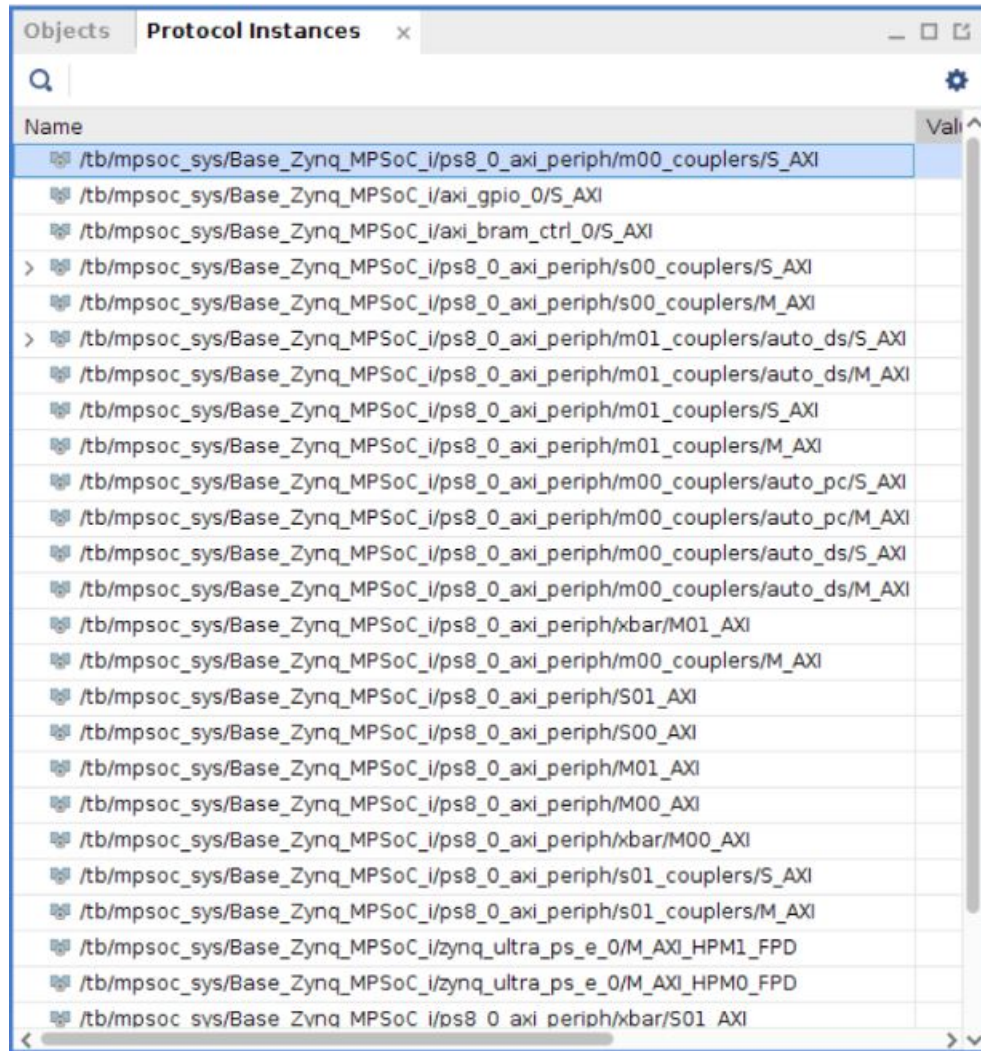 Objects Protocol Instances
Name Valu
/tb/mpsoc_sys/Base_Zynq_MPSoC_i/ps8_0_axi_periph/m00_couplers/S_AXI
/tb/mpsoc_sys/Base_Zynq_MPSoC_i/axi_gpio_0/S_AXI
/tb/mpsoc_sys/Base_Zynq_MPSoC_i/axi_bram_ctrl_0/S_AXI
/tb/mpsoc_sys/Base_Zynq_MPSoC_i/ps8_0_axi_periph/s00_couplers/S_AXI
/tb/mpsoc_sys/Base_Zynq_MPSoC_i/ps8_0_axi_periph/s00_couplers/M_AXI
/tb/mpsoc_sys/Base_Zynq_MPSoC_i/ps8_0_axi_periph/m01_couplers/auto_ds/S_AXI
/tb/mpsoc_sys/Base_Zynq_MPSoC_i/ps8_0_axi_periph/m01_couplers/auto_ds/M_AXI
/tb/mpsoc_sys/Base_Zynq_MPSoC_i/ps8_0_axi_periph/m01_couplers/S_AXI
/tb/mpsoc_sys/Base_Zynq_MPSoC_i/ps8_0_axi_periph/m01_couplers/M_AXI
/tb/mpsoc_sys/Base_Zynq_MPSoC_i/ps8_0_axi_periph/m00_couplers/auto_pc/S_AXI
/tb/mpsoc_sys/Base_Zynq_MPSoC_i/ps8_0_axi_periph/m00_couplers/auto_pc/M_AXI
/tb/mpsoc_sys/Base_Zynq_MPSoC_i/ps8_0_axi_periph/m00_couplers/auto_ds/S_AXI
/tb/mpsoc_sys/Base_Zynq_MPSoC_i/ps8_0_axi_periph/m00_couplers/auto_ds/M_AXI
/tb/mpsoc_sys/Base_Zynq_MPSoC_i/ps8_0_axi_periph/xbar/M01_AXI
/tb/mpsoc_sys/Base_Zynq_MPSoC_i/ps8_0_axi_periph/m00_couplers/M_AXI
/tb/mpsoc_sys/Base_Zynq_MPSoC_i/ps8_0_axi_periph/S01_AXI
/tb/mpsoc_sys/Base_Zynq_MPSoC_i/ps8_0_axi_periph/S00_AXI
/tb/mpsoc_sys/Base_Zynq_MPSoC_i/ps8_0_axi_periph/M01_AXI
/tb/mpsoc_sys/Base_Zynq_MPSoC_i/ps8_0_axi_periph/M00_AXI
/tb/mpsoc_sys/Base_Zynq_MPSoC_i/ps8_0_axi_periph/xbar/M00_AXI
/tb/mpsoc_sys/Base_Zynq_MPSoC_i/ps8_0_axi_periph/s01_couplers/S_AXI
/tb/mpsoc_sys/Base_Zynq_MPSoC_i/ps8_0_axi_periph/s01_couplers/M_AXI
/tb/mpsoc_sys/Base_Zynq_MPSoC_i/zynq_ultra_ps_e_0/M_AXI_HPM1_FPD
/tb/mpsoc_sys/Base_Zynq_MPSoC_i/zynq_ultra_ps_e_0/M_AXI_HPM0_FPD
/tb/mpsoc_sys/Base_Zynq_MPSoC_i/ps8_0_axi_periph/xbar/S01_AXI